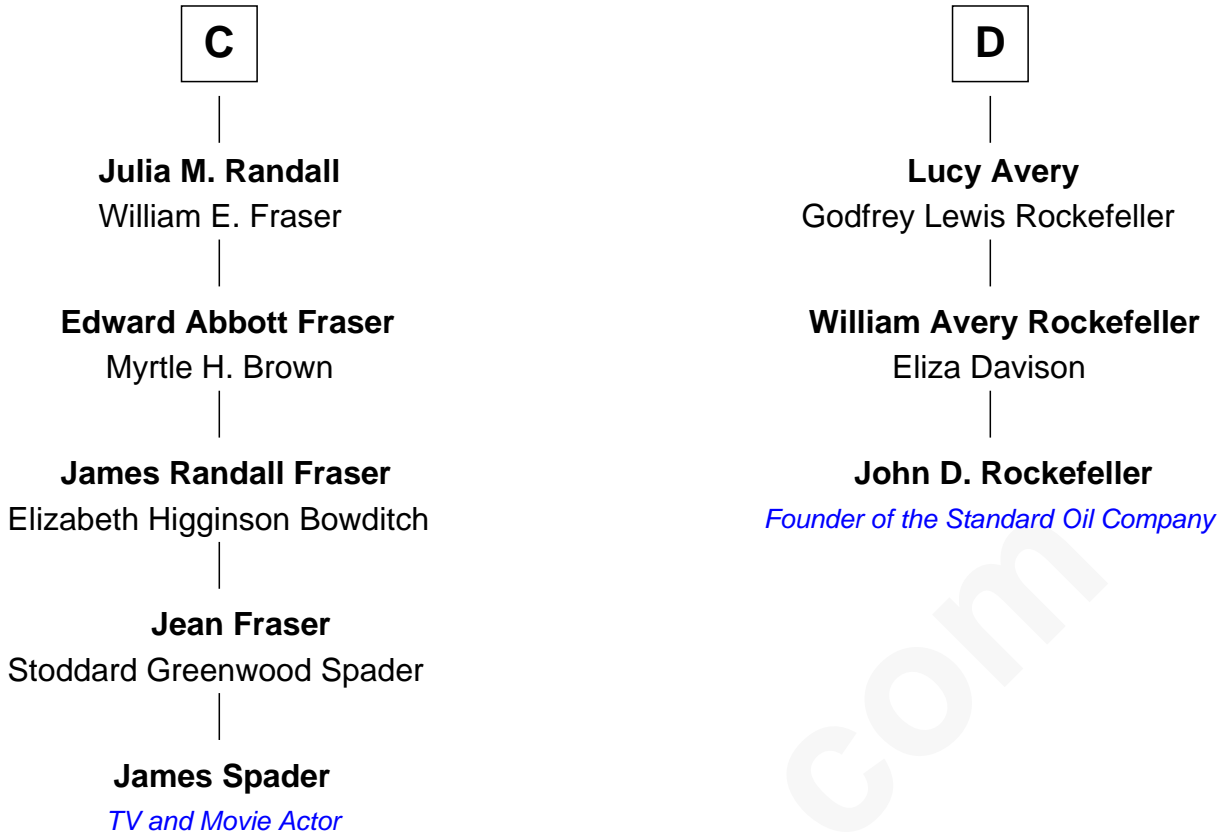 C
Julia M. Randall
William E. Fraser
Edward Abbott Fraser
Myrtle H. Brown
James Randall Fraser
Elizabeth Higginson Bowditch
Jean Fraser
Stoddard Greenwood Spader
James Spader
TV and Movie Actor
D
Lucy Avery
Godfrey Lewis Rockefeller
William Avery Rockefeller
Eliza Davison
John D. Rockefeller
Founder of the Standard Oil Company
com